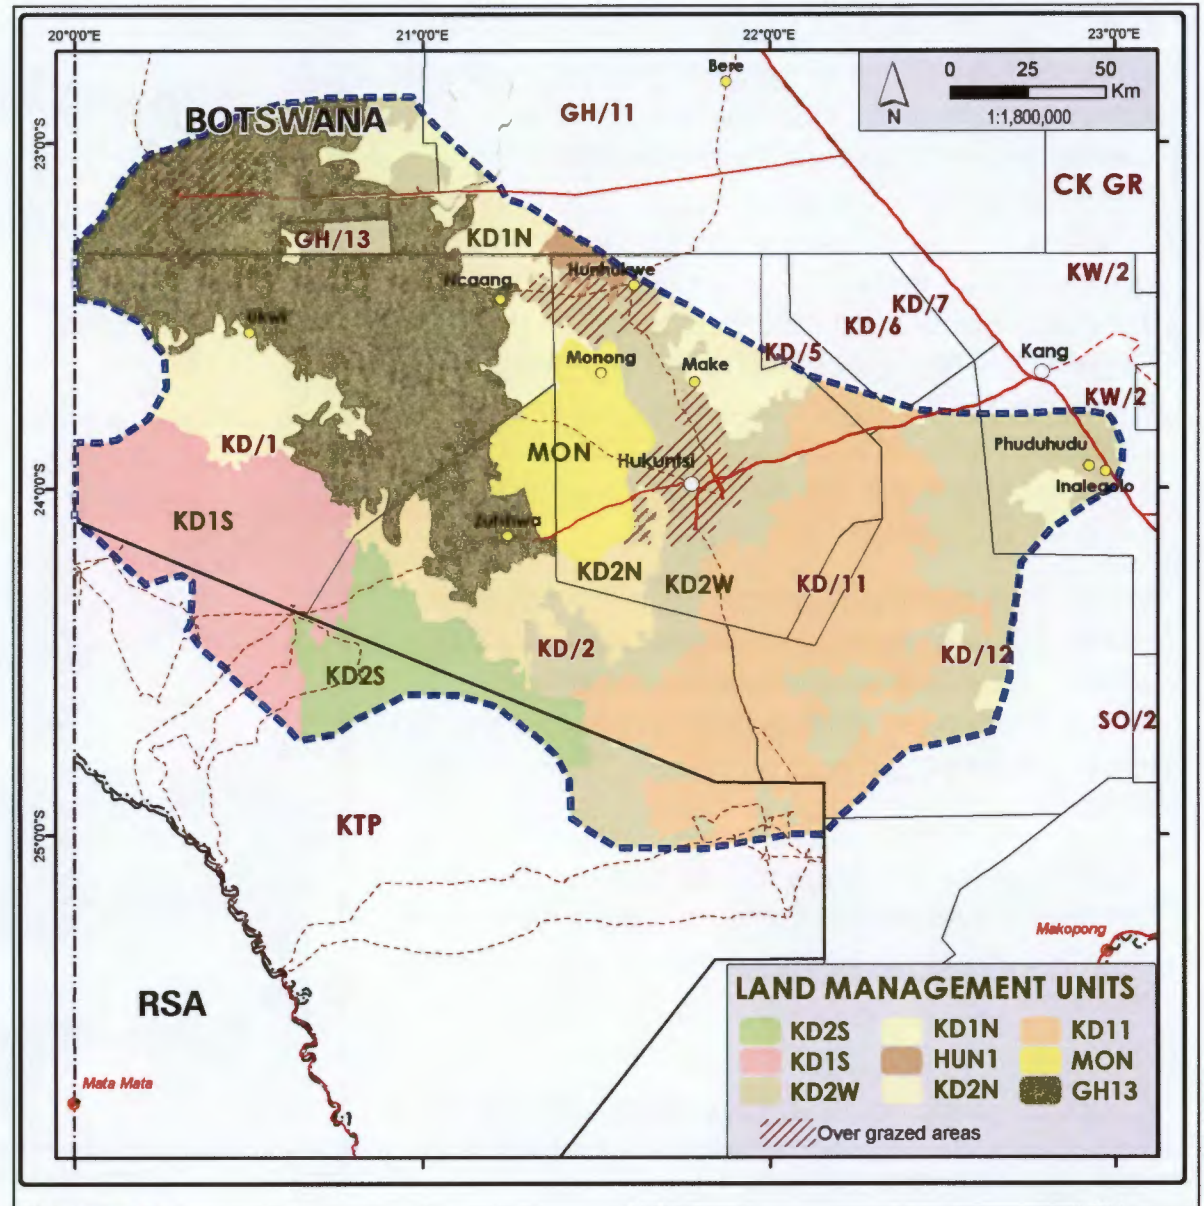 20°0'0"E 21°0'0"E 22°0'0"E 23°0'0"E
Bere
0 25 50 Km
N
1:1,800,000
BOTSWANA
GH/11
23°0'0"S
CK GR
GH/13
KD1N
Hunhukwe
KW/2
Ncaang
KD/7
Ukwi
KD/6
Monong
Make
KD/5
Kang
KW/2
KD/1
MON
Hukuntsi
Phuduhudu
Inalegolo
24°0'0"S
KD1S
Zutshwa
KD2N
KD2W
KD/11
KD/2
KD/12
KD2S
SO/2
KTP
25°0'0"S
Makopong
RSA
Mata Mata
LAND MANAGEMENT UNITS
KD2S KD1N KD11
KD1S HUN1 MON
KD2W KD2N GH13
Over grazed areas